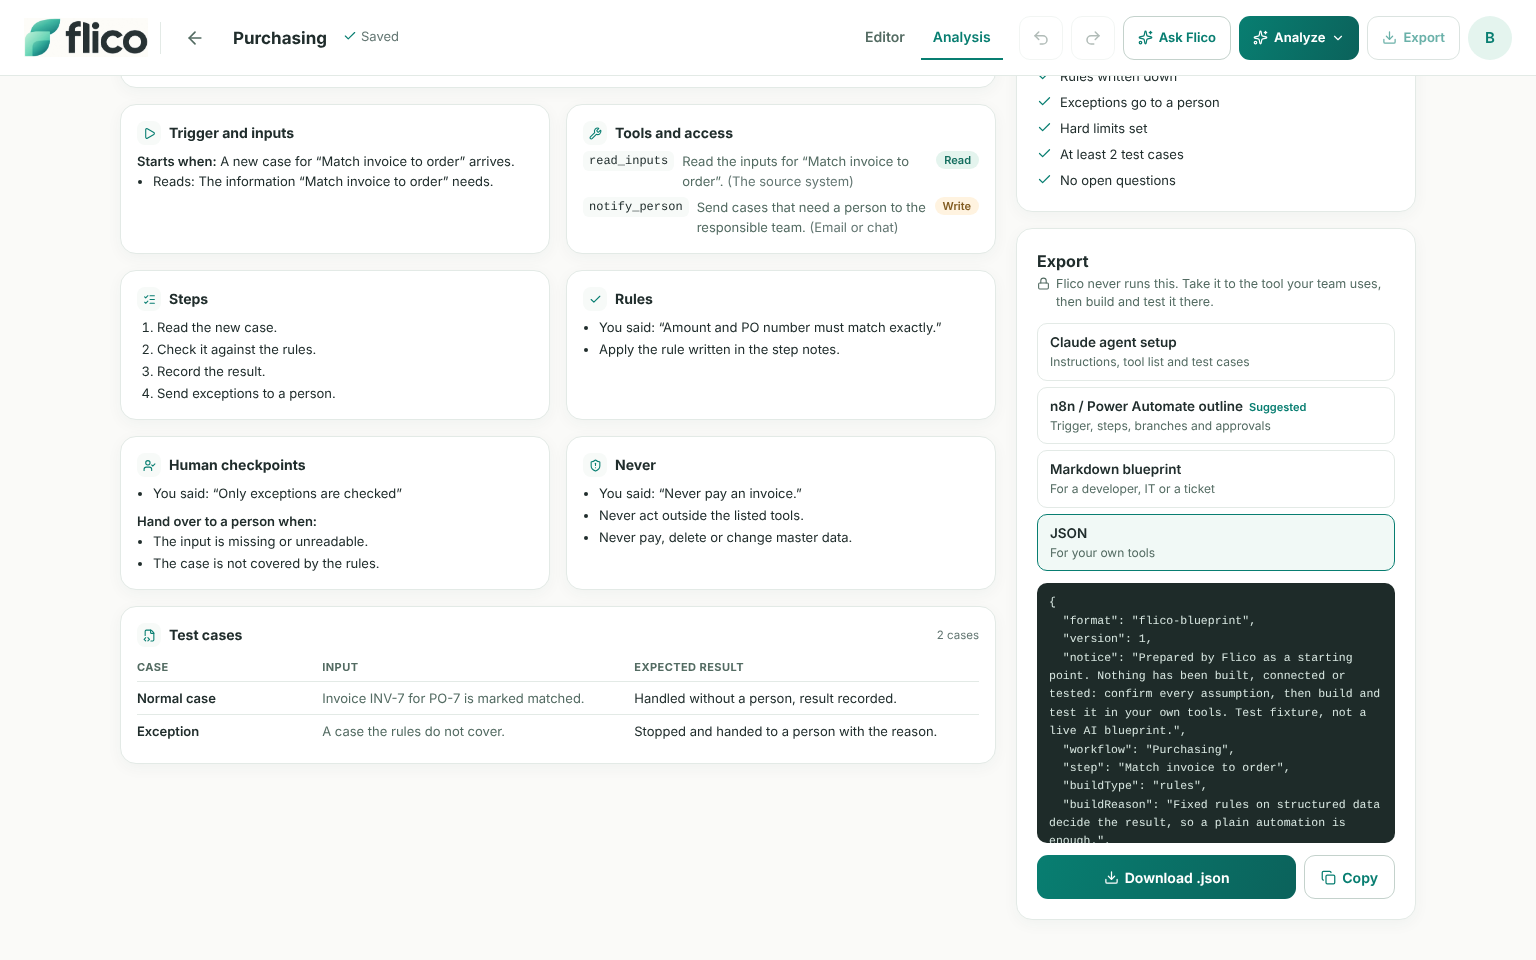 flico
Purchasing
Saved
Editor
Analysis
Ask Flico
Analyze
Export
B
Trigger and inputs
Starts when: A new case for “Match invoice to order” arrives.
• Reads: The information “Match invoice to order” needs.
Tools and access
read_inputs
Read the inputs for “Match invoice to
order”. (The source system)
Read
notify_person
Send cases that need a person to the
responsible team. (Email or chat)
Write
Steps
1. Read the new case.
2. Check it against the rules.
3. Record the result.
4. Send exceptions to a person.
Rules
• You said: “Amount and PO number must match exactly.”
• Apply the rule written in the step notes.
Human checkpoints
• You said: “Only exceptions are checked”
Hand over to a person when:
• The input is missing or unreadable.
• The case is not covered by the rules.
Never
• You said: “Never pay an invoice.”
• Never act outside the listed tools.
• Never pay, delete or change master data.
Test cases
2 cases
CASE INPUT EXPECTED RESULT
Normal case Invoice INV-7 for PO-7 is marked matched. Handled without a person, result recorded.
Exception A case the rules do not cover. Stopped and handed to a person with the reason.
Rules written down
Exceptions go to a person
Hard limits set
At least 2 test cases
No open questions
Export
Flico never runs this. Take it to the tool your team uses,
then build and test it there.
Claude agent setup
Instructions, tool list and test cases
n8n / Power Automate outline Suggested
Trigger, steps, branches and approvals
Markdown blueprint
For a developer, IT or a ticket
JSON
For your own tools
{
"format": "flico-blueprint",
"version": 1,
"notice": "Prepared by Flico as a starting
point. Nothing has been built, connected or
tested: confirm every assumption, then build and
test it in your own tools. Test fixture, not a
live AI blueprint.",
"workflow": "Purchasing",
"step": "Match invoice to order",
"buildType": "rules",
"buildReason": "Fixed rules on structured data
decide the result, so a plain automation is
enough.",
Download .json
Copy